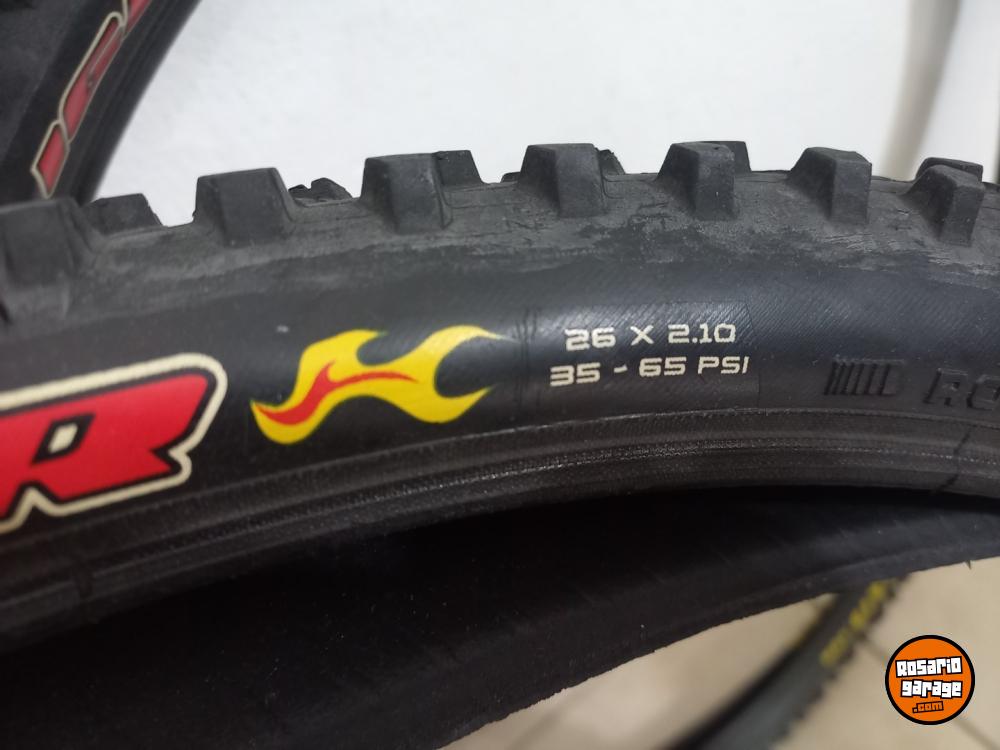 R
26 X 2.10
35 - 65 PSI
Rosario
garage
.com